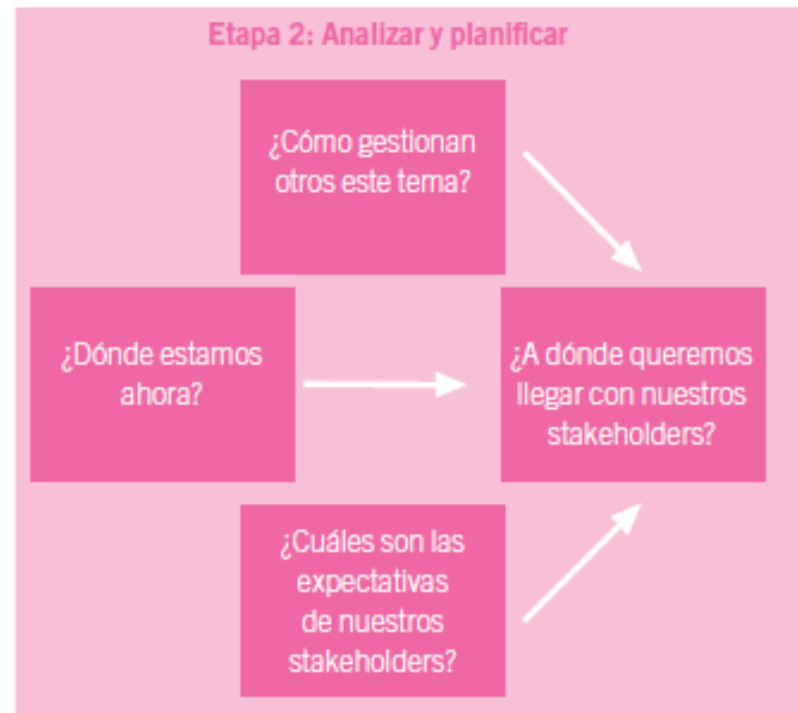 Etapa 2: Analizar y planificar
¿Cómo gestionan
otros este tema?
¿Dónde estamos
ahora?
¿A dónde queremos
llegar con nuestros
stakeholders?
¿Cuáles son las
expectativas
de nuestros
stakeholders?